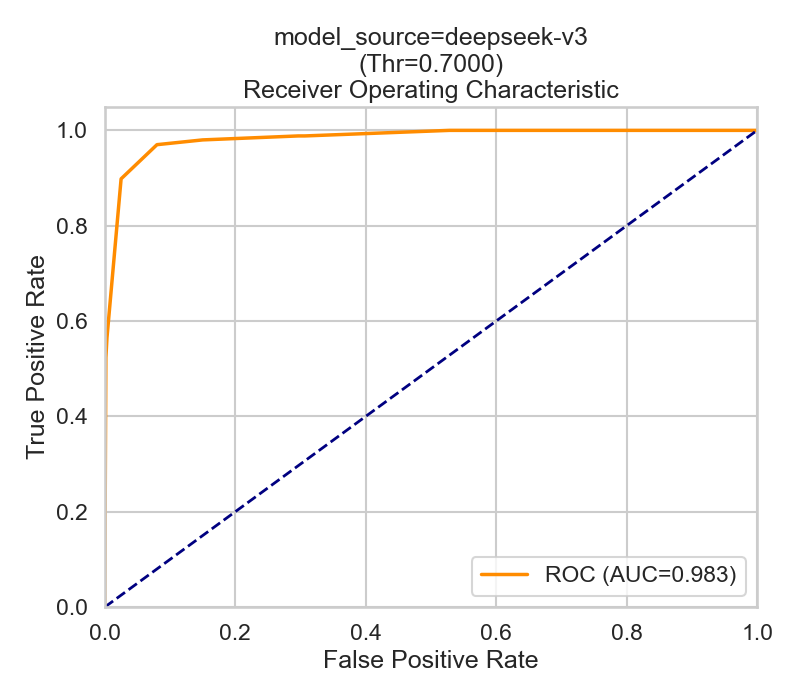 model_source=deepseek-v3
(Thr=0.7000)
Receiver Operating Characteristic
True Positive Rate
1.0
0.8
0.6
0.4
0.2
0.0
0.0 0.2 0.4 0.6 0.8 1.0
False Positive Rate
ROC (AUC=0.983)